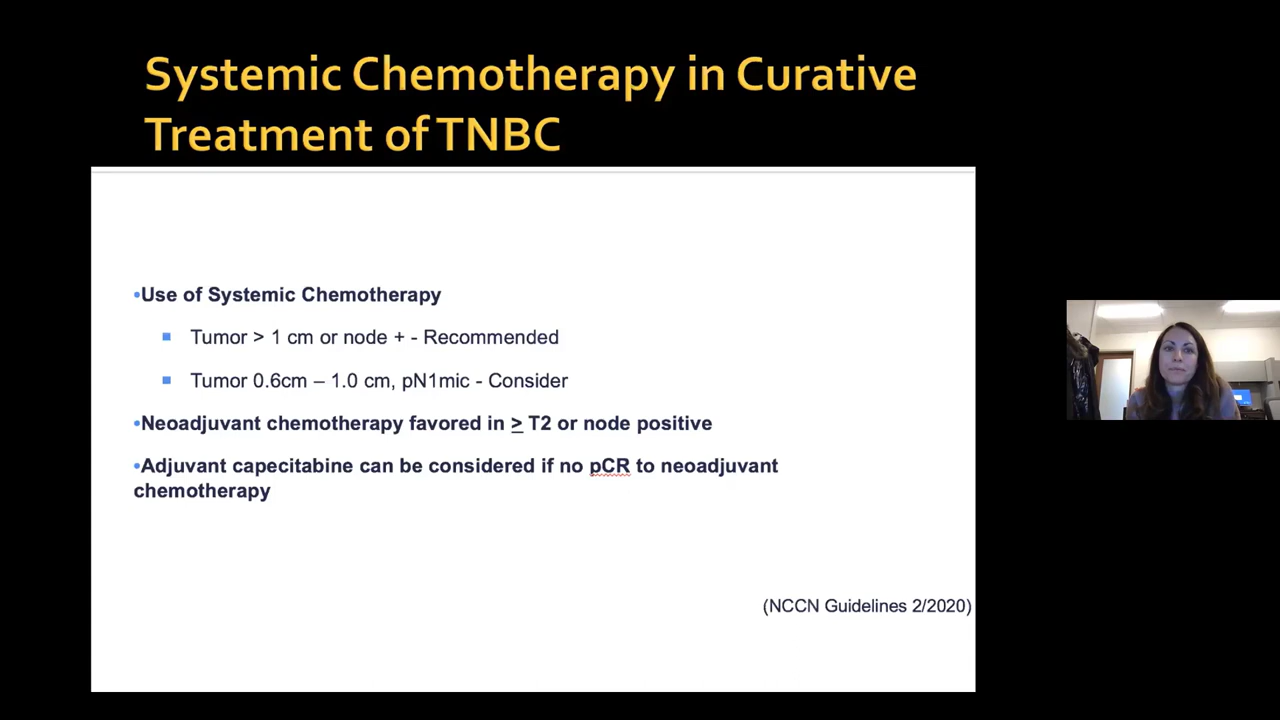 Systemic Chemotherapy in Curative
Treatment of TNBC
•Use of Systemic Chemotherapy
▪ Tumor > 1 cm or node + - Recommended
▪ Tumor 0.6cm – 1.0 cm, pN1mic - Consider
•Neoadjuvant chemotherapy favored in ≥ T2 or node positive
•Adjuvant capecitabine can be considered if no pCR to neoadjuvant
chemotherapy
(NCCN Guidelines 2/2020)